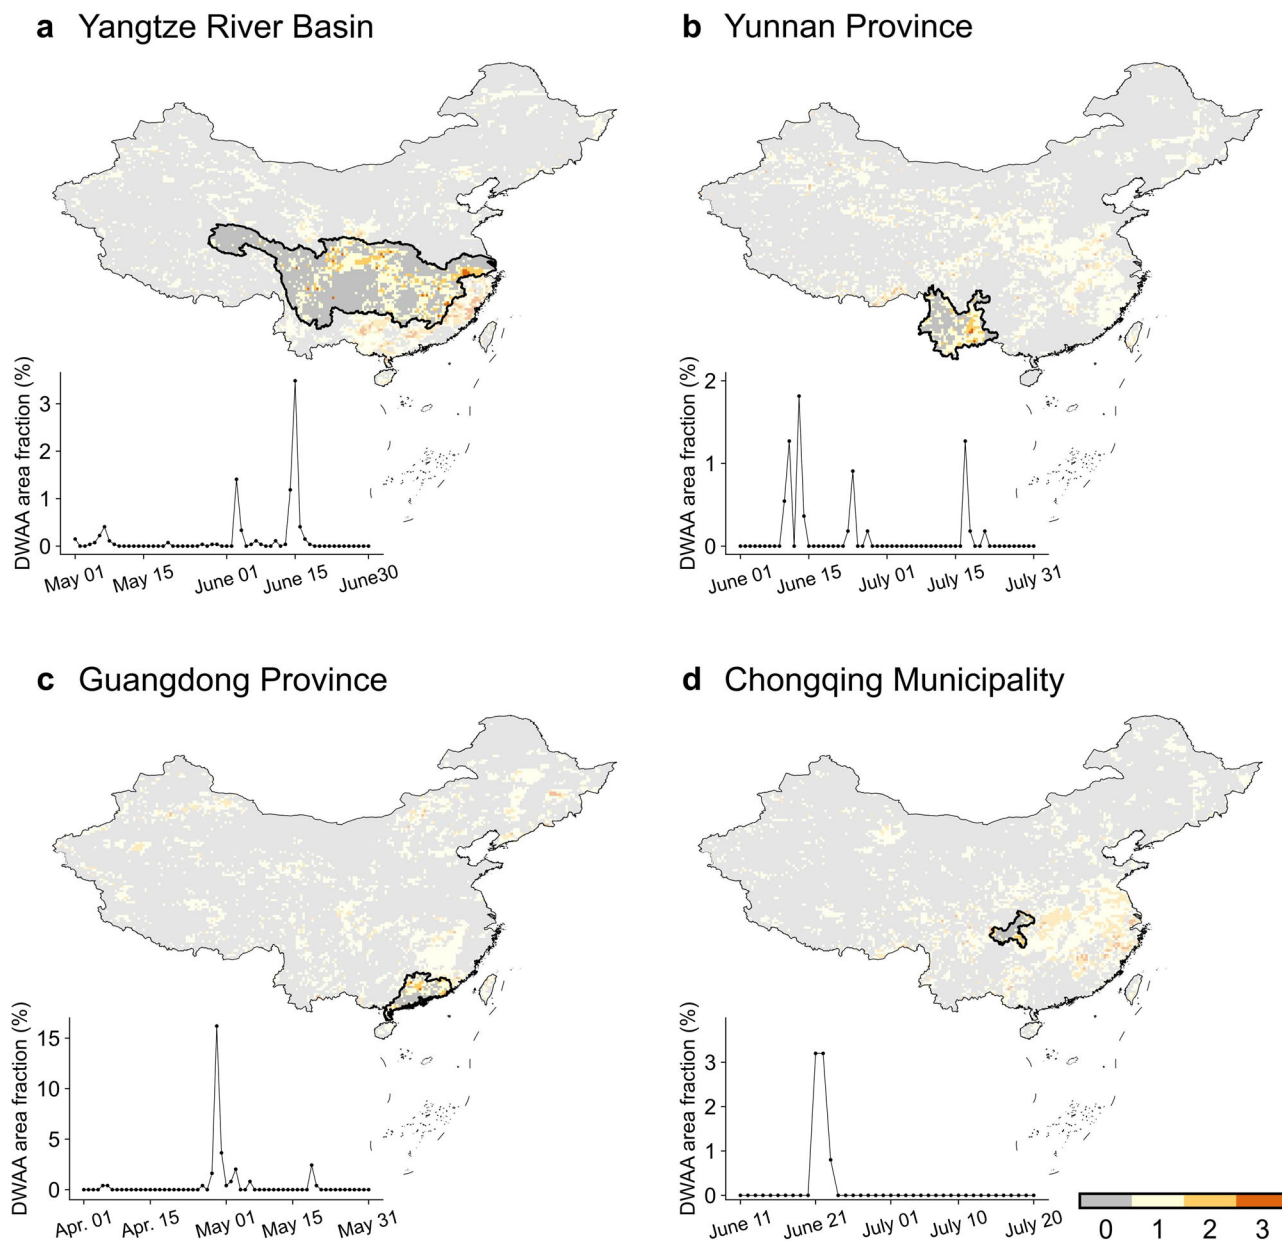 a Yangtze River Basin
b Yunnan Province
DWAA area fraction (%)
3
2
1
0
May 01 May 15 June 01 June 15 June30
DWAA area fraction (%)
2
1
0
June 01 June 15 July 01 July 15 July 31
c Guangdong Province
d Chongqing Municipality
DWAA area fraction (%)
15
10
5
0
Apr. 01 Apr. 15 May 01 May 15 May 31
DWAA area fraction (%)
3
2
1
0
June 11 June 21 July 01 July 10 July 20
0 1 2 3